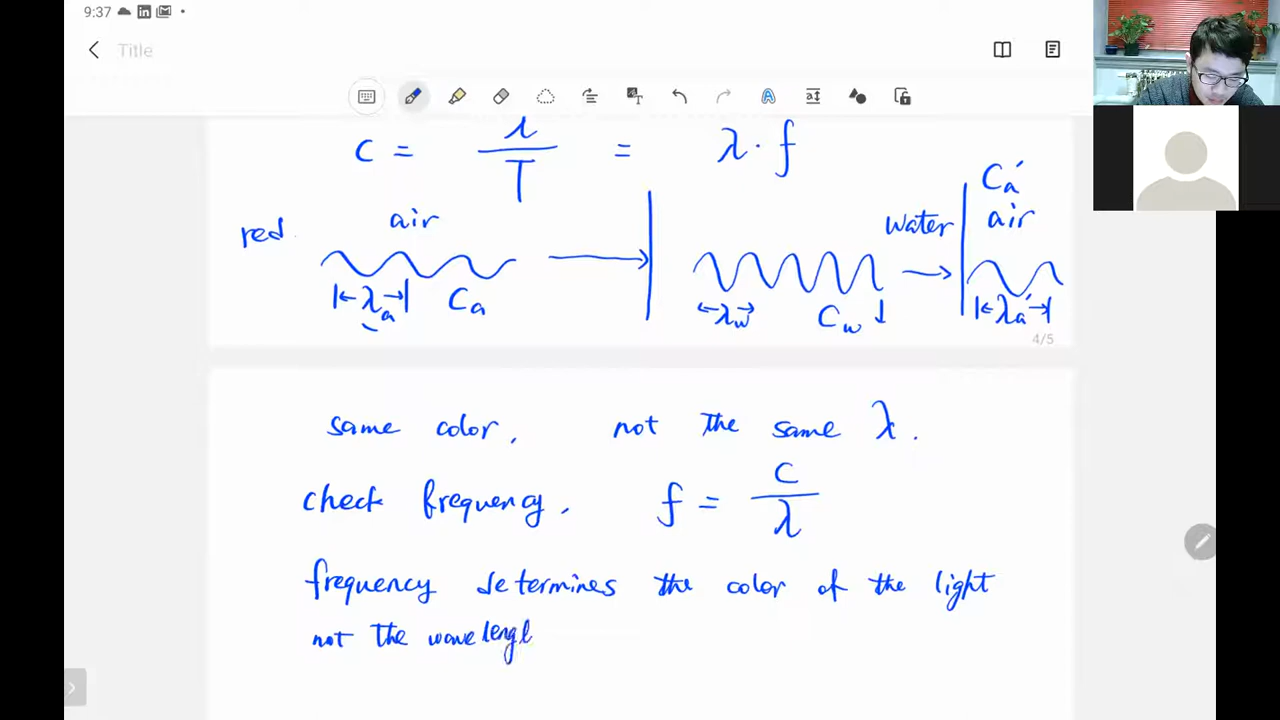 9:37
Title
c = λ/T = λ · f
red. air water Ca′ air
λa Ca λw Cw ↓ λa′
4/5
same color, not the same λ.
check frequency, f = c/λ
frequency determines the color of the light
not the wavelengt